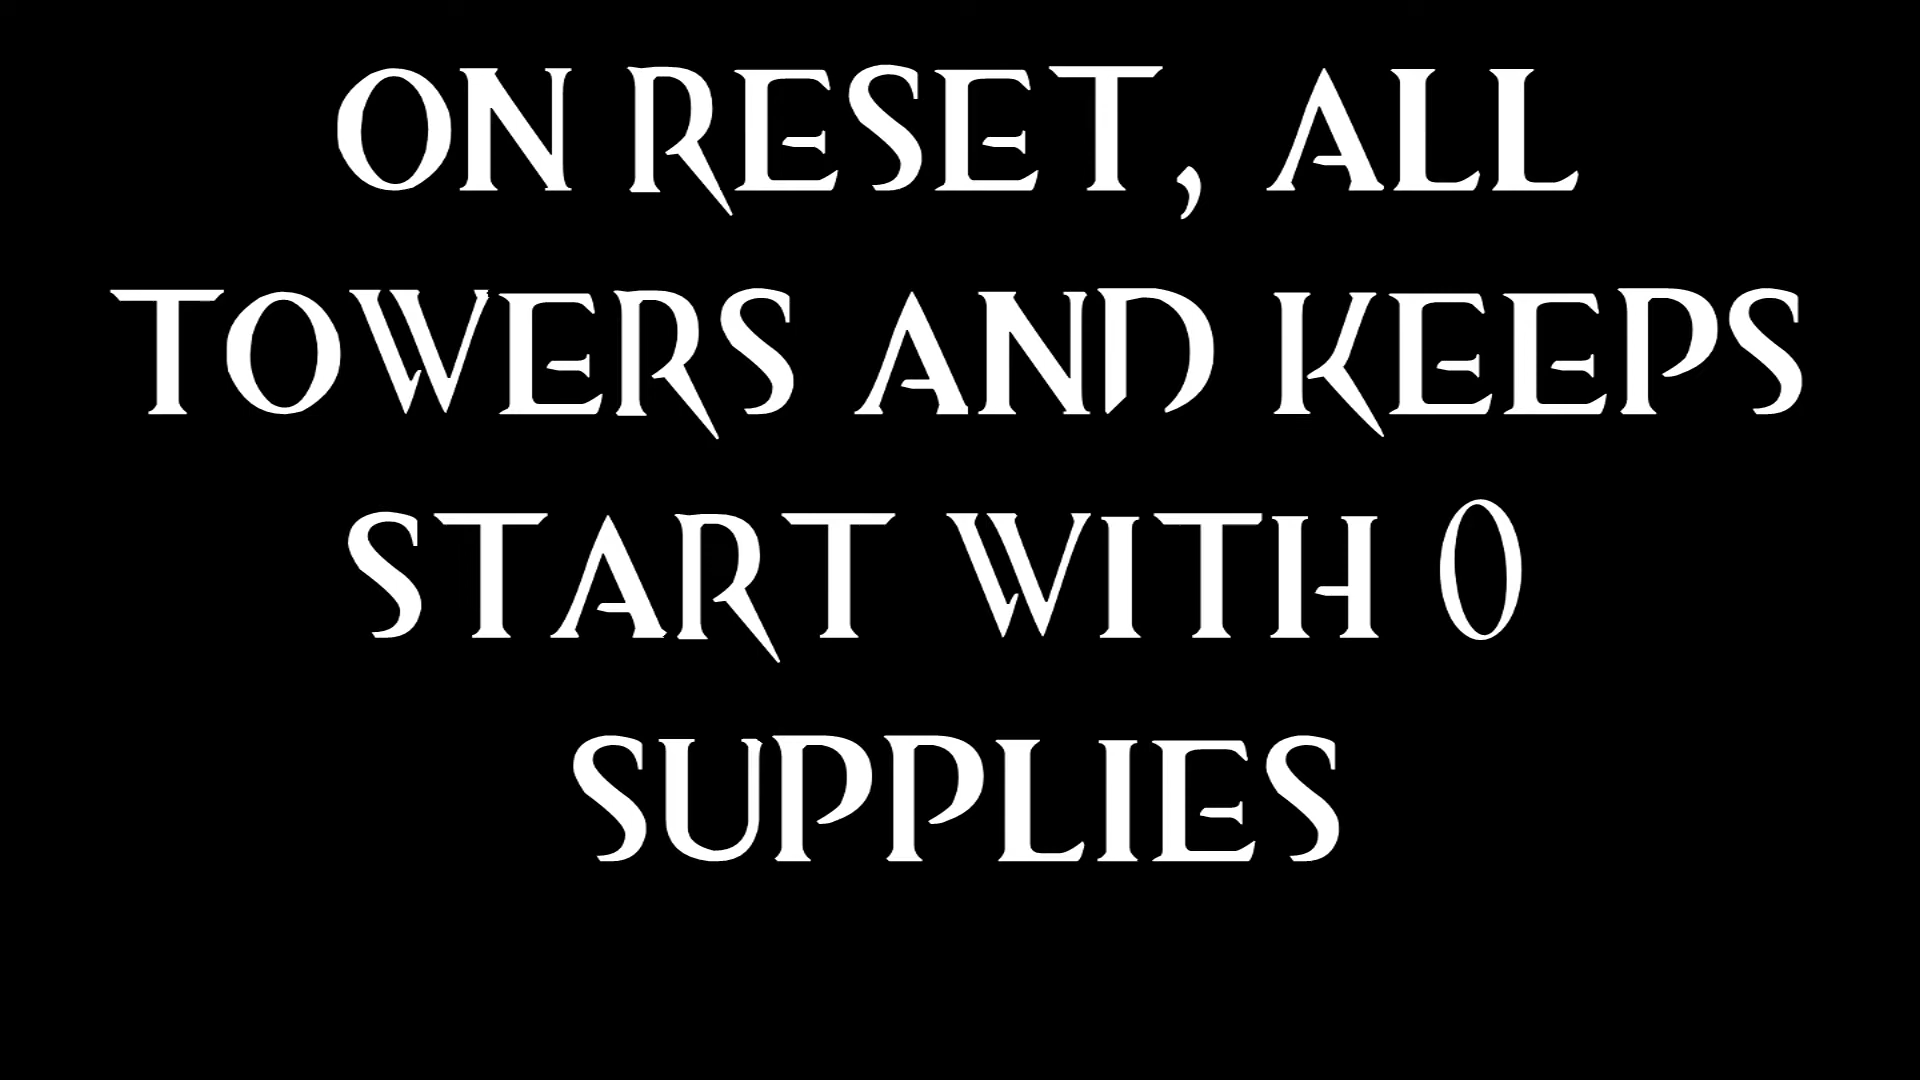 ON RESET, ALL
TOWERS AND KEEPS
START WITH 0
SUPPLIES